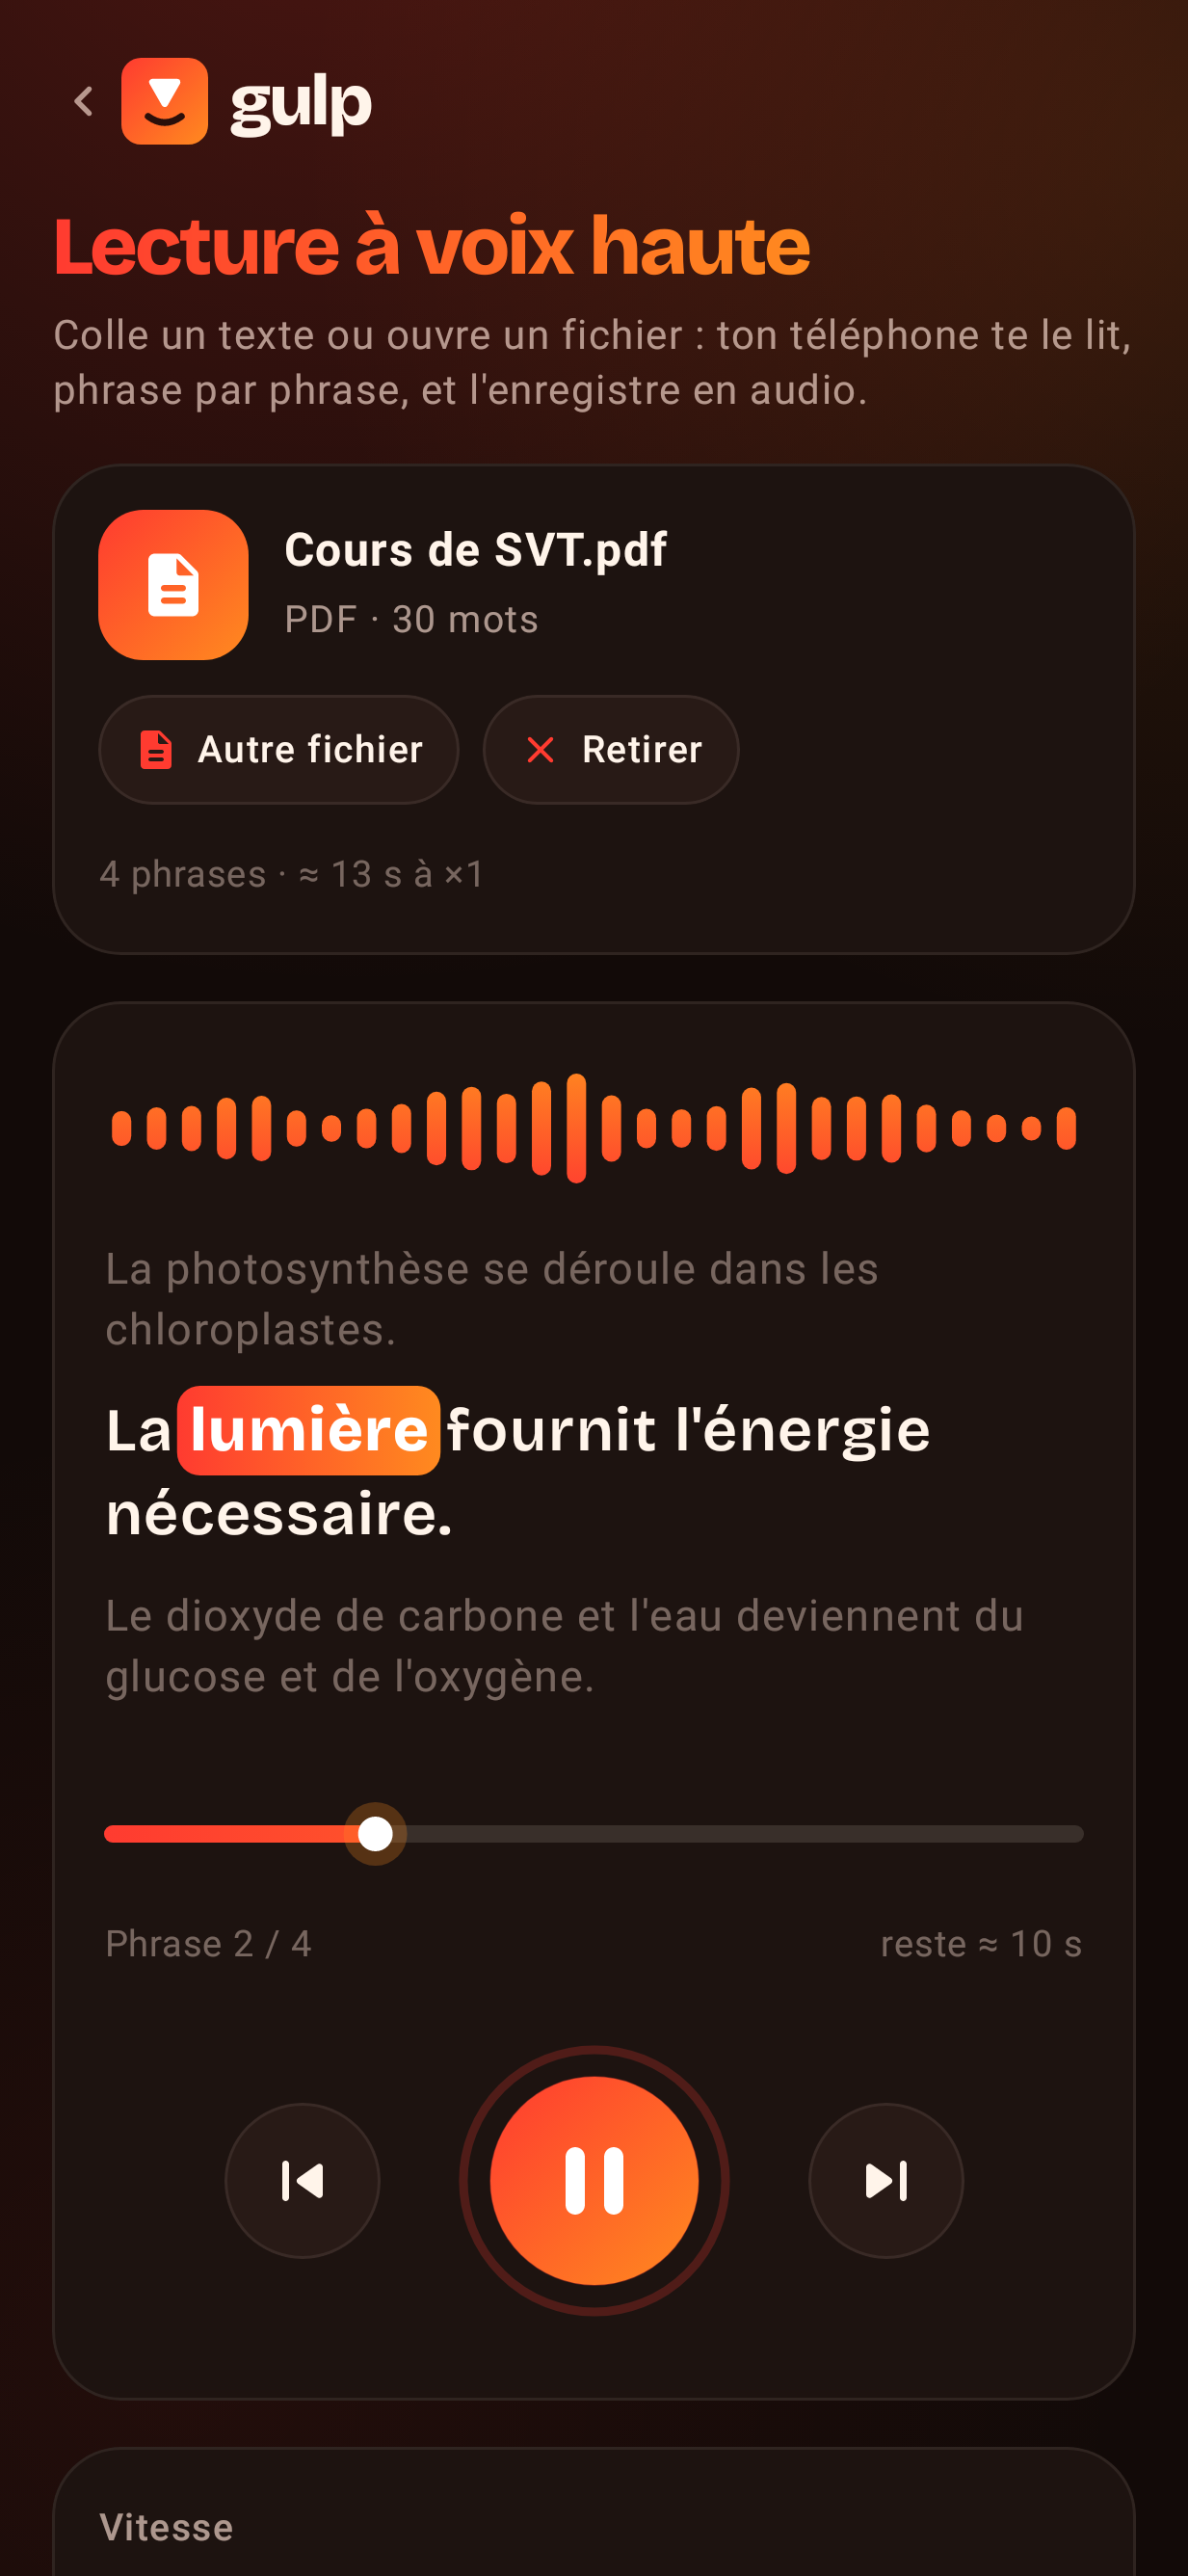 gulp
Lecture à voix haute
Colle un texte ou ouvre un fichier : ton téléphone te le lit,
phrase par phrase, et l'enregistre en audio.
Cours de SVT.pdf
PDF · 30 mots
Autre fichier
Retirer
4 phrases · ≈ 13 s à ×1
La photosynthèse se déroule dans les
chloroplastes.
La lumière fournit l'énergie
nécessaire.
Le dioxyde de carbone et l'eau deviennent du
glucose et de l'oxygène.
Phrase 2 / 4
reste ≈ 10 s
Vitesse